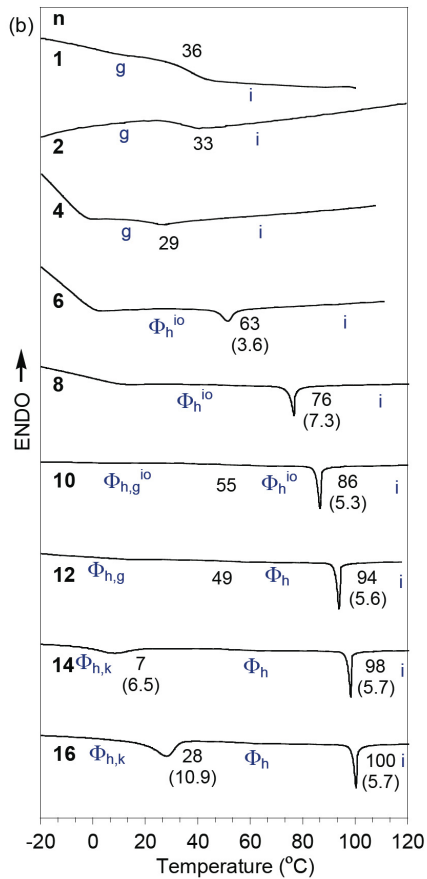 (b)
n
1 g 36 i
2 g 33 i
4 g 29 i
6 Φh^io 63 (3.6) i
8 Φh^io 76 (7.3) i
10 Φh,g^io 55 Φh^io 86 (5.3) i
12 Φh,g 49 Φh 94 (5.6) i
14 Φh,k 7 (6.5) Φh 98 (5.7) i
16 Φh,k 28 (10.9) Φh 100 (5.7) i
ENDO →
-20 0 20 40 60 80 100 120
Temperature (°C)